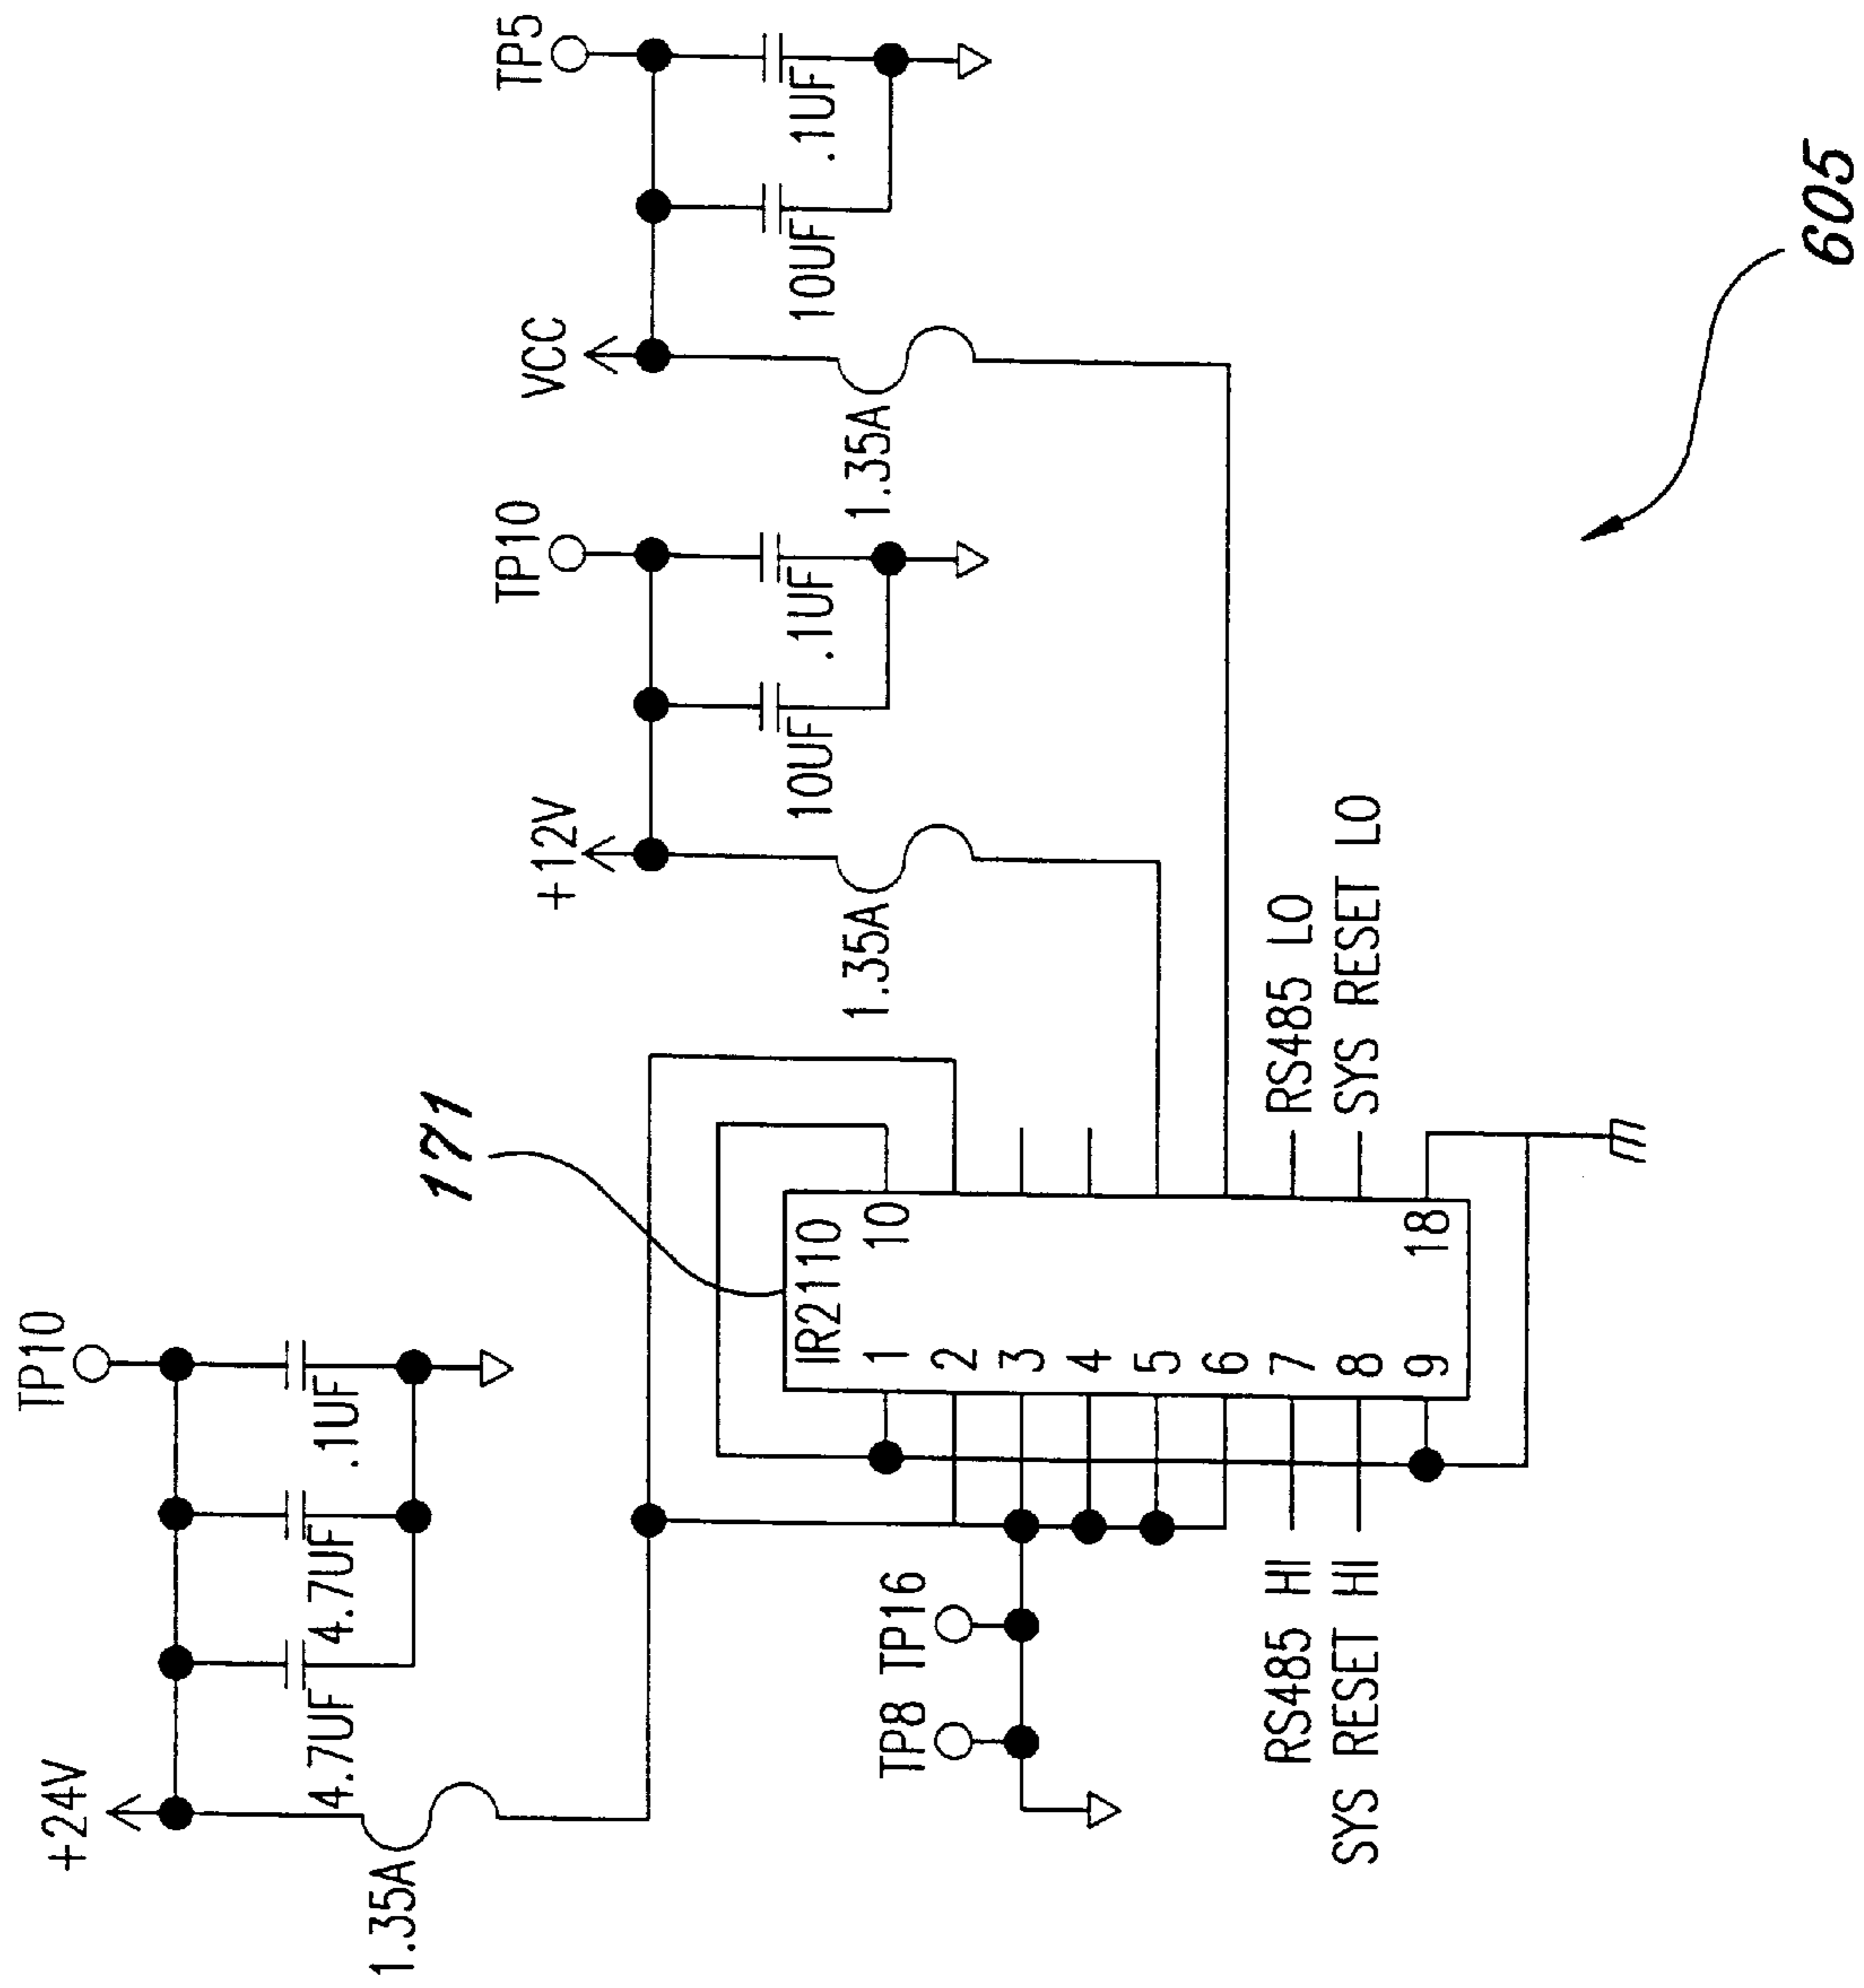 +24V
TP10
4.7UF
4.7UF
.1UF
1.35A
171
+12V
TP10
10UF
.1UF
1.35A
VCC
TP5
10UF
.1UF
1.35A
IR2110
1
10
2
3
4
5
6
7
8
9
18
TP8 TP16
RS485 HI
SYS RESET HI
RS485 LO
SYS RESET LO
605